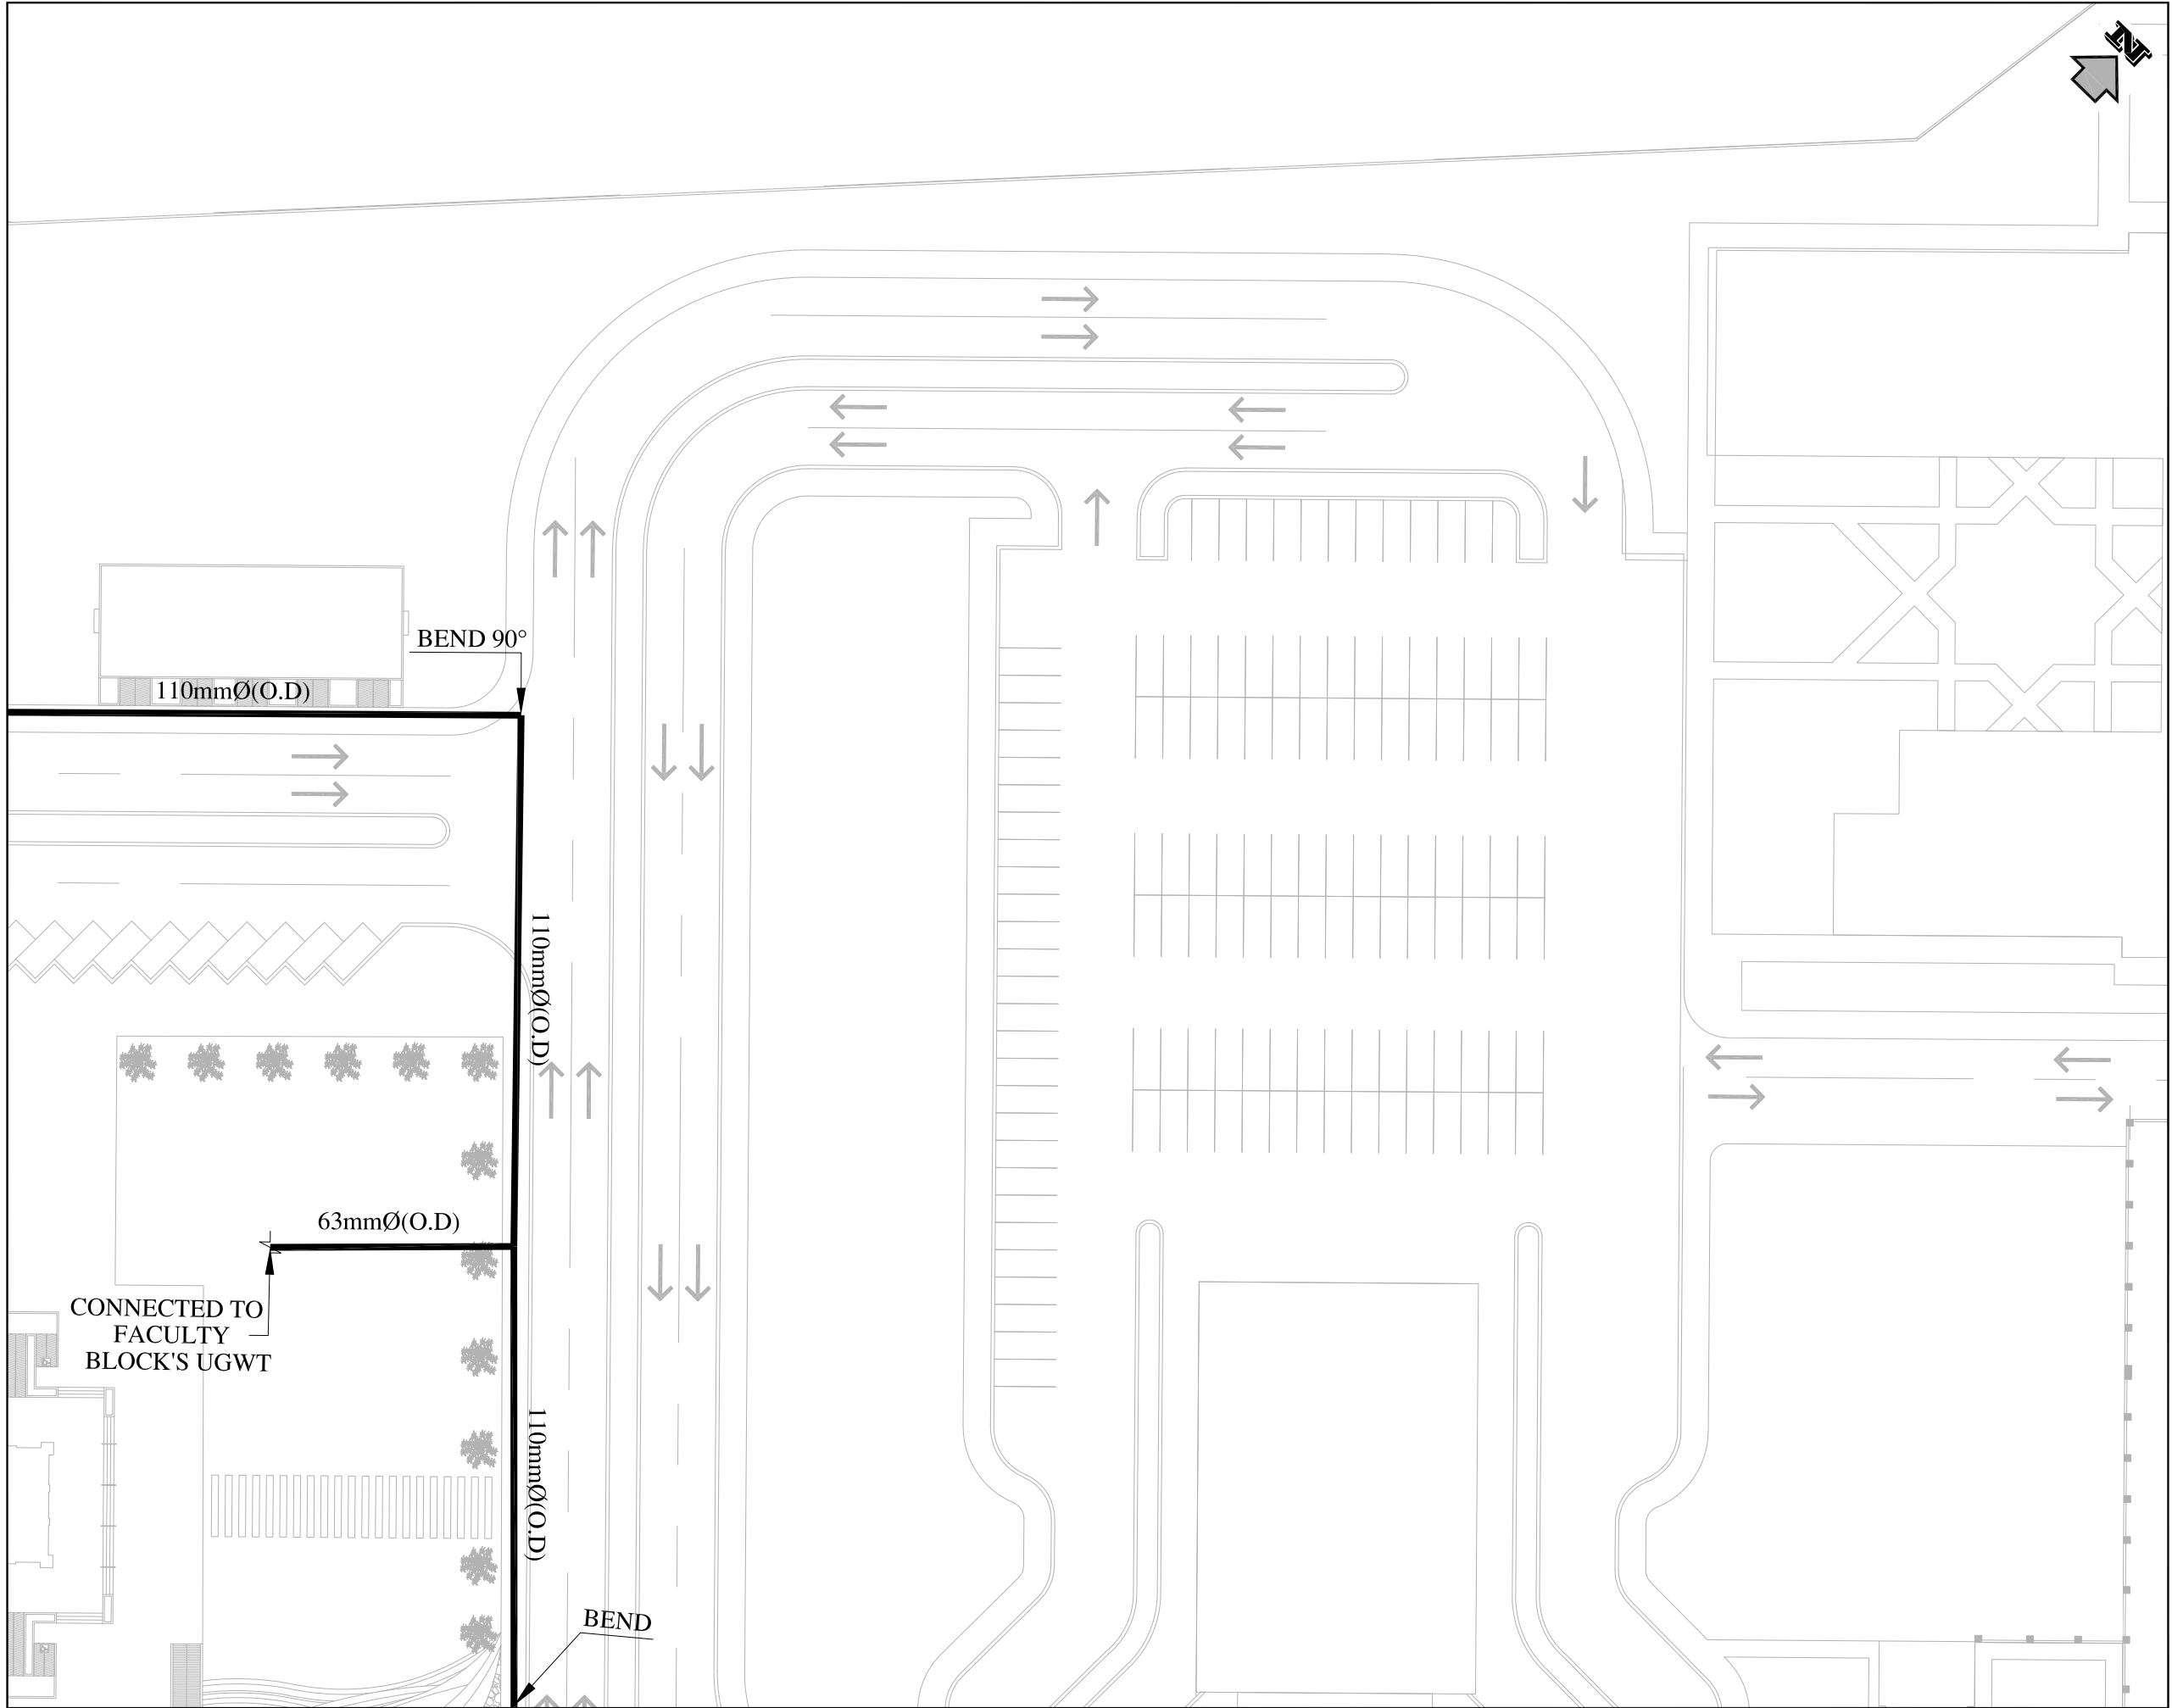 N
BEND 90°
110mmØ(O.D)
110mmØ(O.D)
63mmØ(O.D)
CONNECTED TO
FACULTY
BLOCK'S UGWT
110mmØ(O.D)
BEND